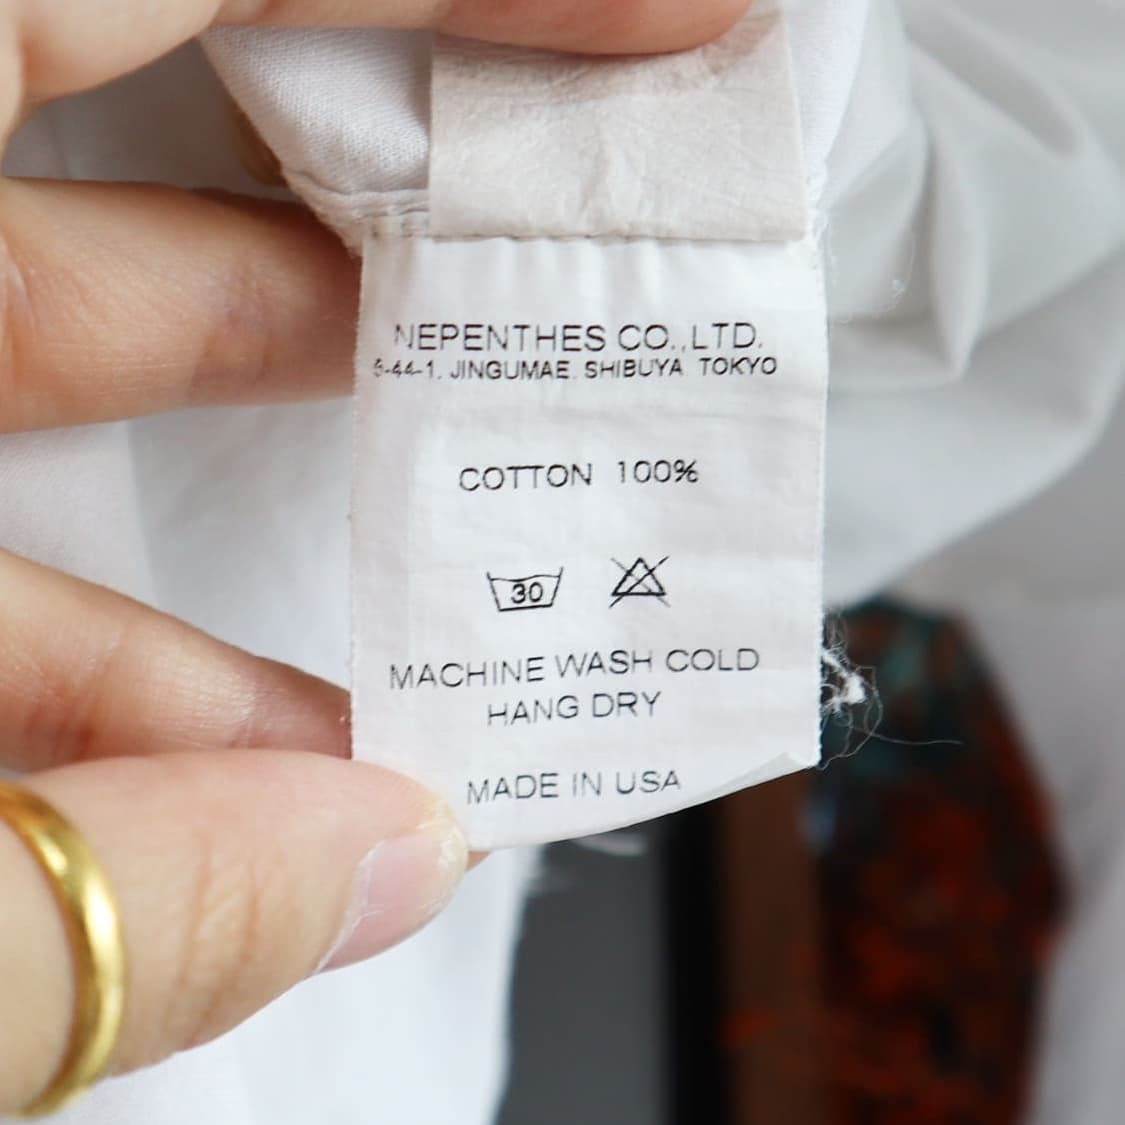 NEPENTHES CO.,LTD.
5-44-1. JINGUMAE. SHIBUYA TOKYO
COTTON 100%
30
MACHINE WASH COLD
HANG DRY
MADE IN USA